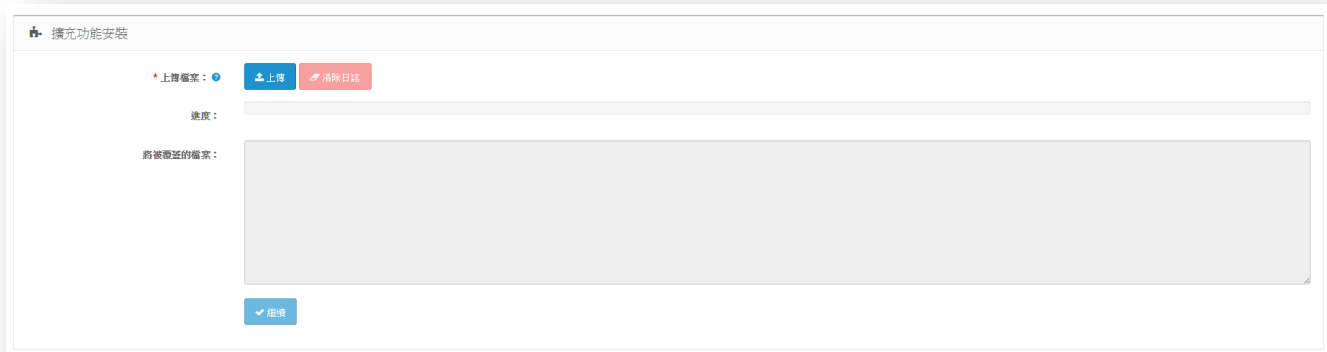 擴充功能安裝
* 上傳檔案： 上傳 清除日誌
進度：
將被覆蓋的檔案：
繼續